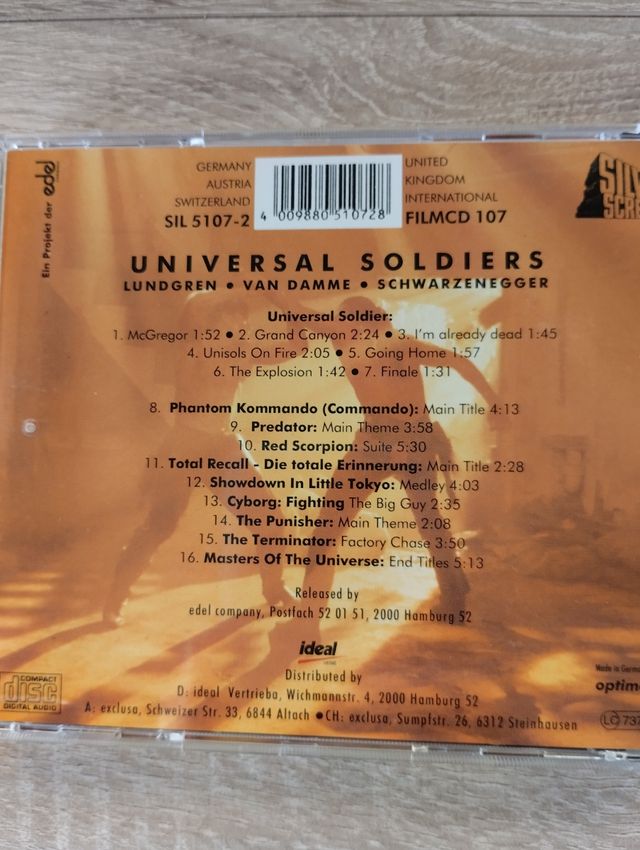 Ein Projekt der edel
GERMANY
AUSTRIA
SWITZERLAND
SIL 5107-2
4 009880 510728
UNITED
KINGDOM
INTERNATIONAL
FILMCD 107
UNIVERSAL SOLDIERS
LUNDGREN • VAN DAMME • SCHWARZENEGGER
Universal Soldier:
1. McGregor 1:52 • 2. Grand Canyon 2:24 • 3. I'm already dead 1:45
4. Unisols On Fire 2:05 • 5. Going Home 1:57
6. The Explosion 1:42 • 7. Finale 1:31
8. Phantom Kommando (Commando): Main Title 4:13
9. Predator: Main Theme 3:58
10. Red Scorpion: Suite 5:30
11. Total Recall - Die totale Erinnerung: Main Title 2:28
12. Showdown In Little Tokyo: Medley 4:03
13. Cyborg: Fighting The Big Guy 2:35
14. The Punisher: Main Theme 2:08
15. The Terminator: Factory Chase 3:50
16. Masters Of The Universe: End Titles 5:13
Released by
edel company, Postfach 52 01 51, 2000 Hamburg 52
ideal
Distributed by
D: ideal Vertrieba, Wichmannstr. 4, 2000 Hamburg 52
A: exclusa, Schweizer Str. 33, 6844 Altach • CH: exclusa, Sumpfstr. 26, 6312 Steinhausen
COMPACT
disc
DIGITAL AUDIO
Made in Germ
optim
LC 737